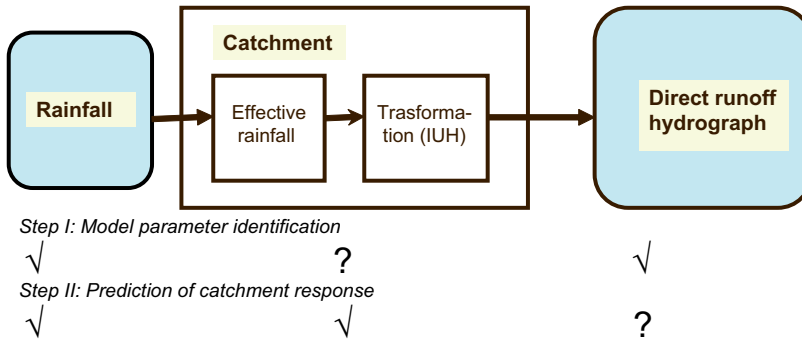 Catchment
Rainfall
Effective
rainfall
Trasforma-
tion (IUH)
Direct runoff
hydrograph
Step I: Model parameter identification
√ ? √
Step II: Prediction of catchment response
√ √ ?